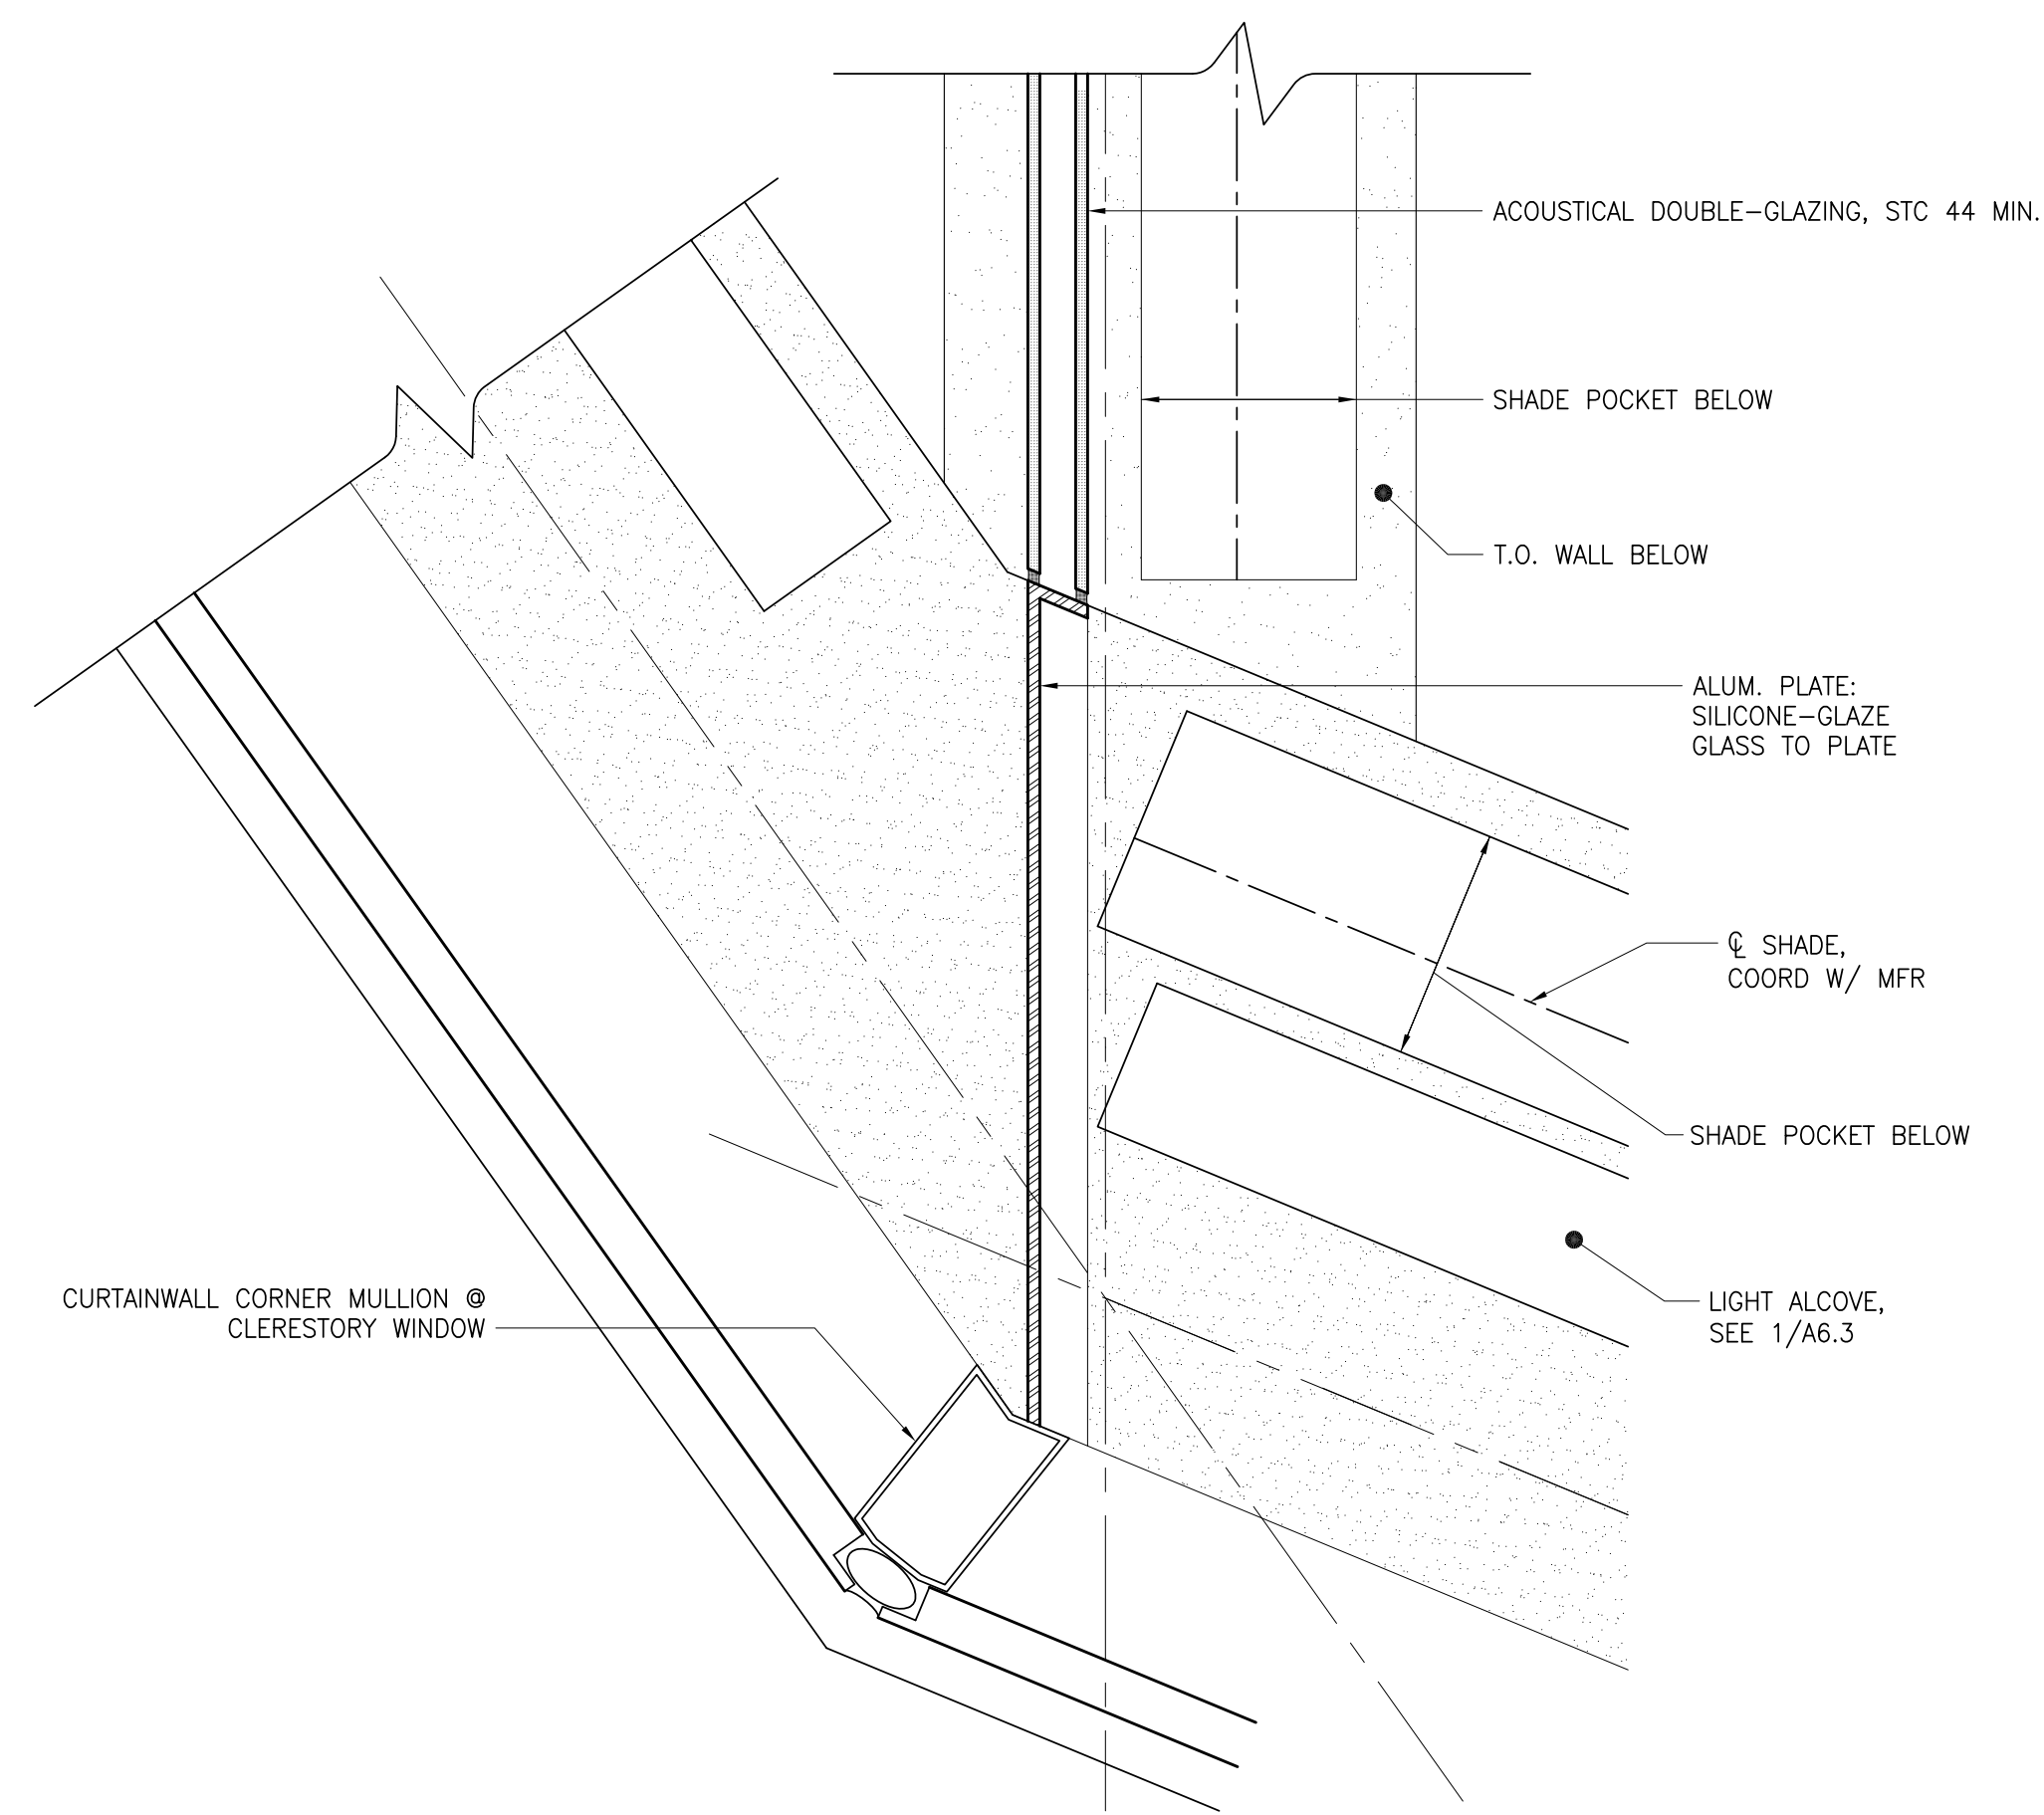 ACOUSTICAL DOUBLE-GLAZING, STC 44 MIN.
SHADE POCKET BELOW
T.O. WALL BELOW
ALUM. PLATE:
SILICONE-GLAZE
GLASS TO PLATE
℄ SHADE,
COORD W/ MFR
SHADE POCKET BELOW
CURTAINWALL CORNER MULLION @
CLERESTORY WINDOW
LIGHT ALCOVE,
SEE 1/A6.3